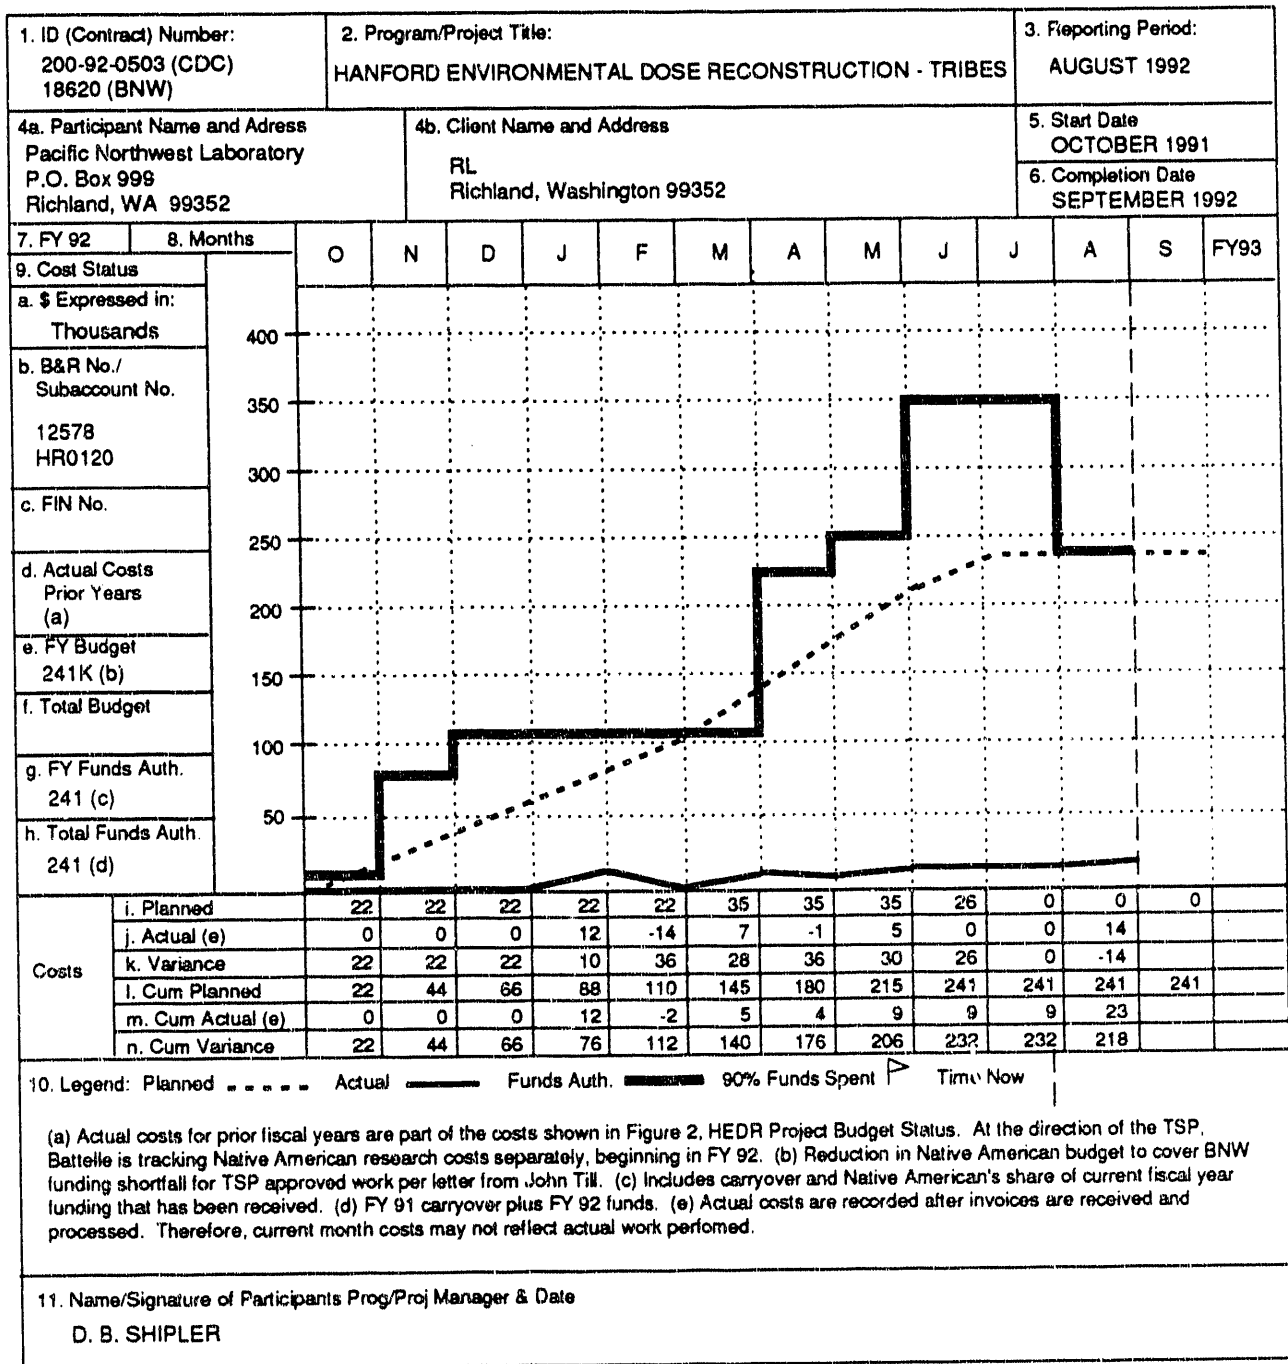 1. ID (Contract) Number:
200-92-0503 (CDC)
18620 (BNW)
2. Program/Project Title:
HANFORD ENVIRONMENTAL DOSE RECONSTRUCTION - TRIBES
3. Reporting Period:
AUGUST 1992
4a. Participant Name and Adress
Pacific Northwest Laboratory
P.O. Box 999
Richland, WA 99352
4b. Client Name and Address
RL
Richland, Washington 99352
5. Start Date
OCTOBER 1991
6. Completion Date
SEPTEMBER 1992
7. FY 92
8. Months
O N D J F M A M J J A S FY93
9. Cost Status
a. $ Expressed in:
Thousands
b. B&R No./
Subaccount No.
12578
HR0120
c. FIN No.
d. Actual Costs
Prior Years
(a)
e. FY Budget
241K (b)
f. Total Budget
g. FY Funds Auth.
241 (c)
h. Total Funds Auth.
241 (d)
400
350
300
250
200
150
100
50
Costs
i. Planned 22 22 22 22 22 35 35 35 26 0 0 0
j. Actual (e) 0 0 0 12 -14 7 -1 5 0 0 14
k. Variance 22 22 22 10 36 28 36 30 26 0 -14
l. Cum Planned 22 44 66 88 110 145 180 215 241 241 241 241
m. Cum Actual (e) 0 0 0 12 -2 5 4 9 9 9 23
n. Cum Variance 22 44 66 76 112 140 176 206 232 232 218
10. Legend: Planned Actual Funds Auth. 90% Funds Spent Time Now
(a) Actual costs for prior fiscal years are part of the costs shown in Figure 2, HEDR Project Budget Status. At the direction of the TSP,
Battelle is tracking Native American research costs separately, beginning in FY 92. (b) Reduction in Native American budget to cover BNW
funding shortfall for TSP approved work per letter from John Till. (c) Includes carryover and Native American's share of current fiscal year
funding that has been received. (d) FY 91 carryover plus FY 92 funds. (e) Actual costs are recorded after invoices are received and
processed. Therefore, current month costs may not reflect actual work perfomed.
11. Name/Signature of Participants Prog/Proj Manager & Date
D. B. SHIPLER